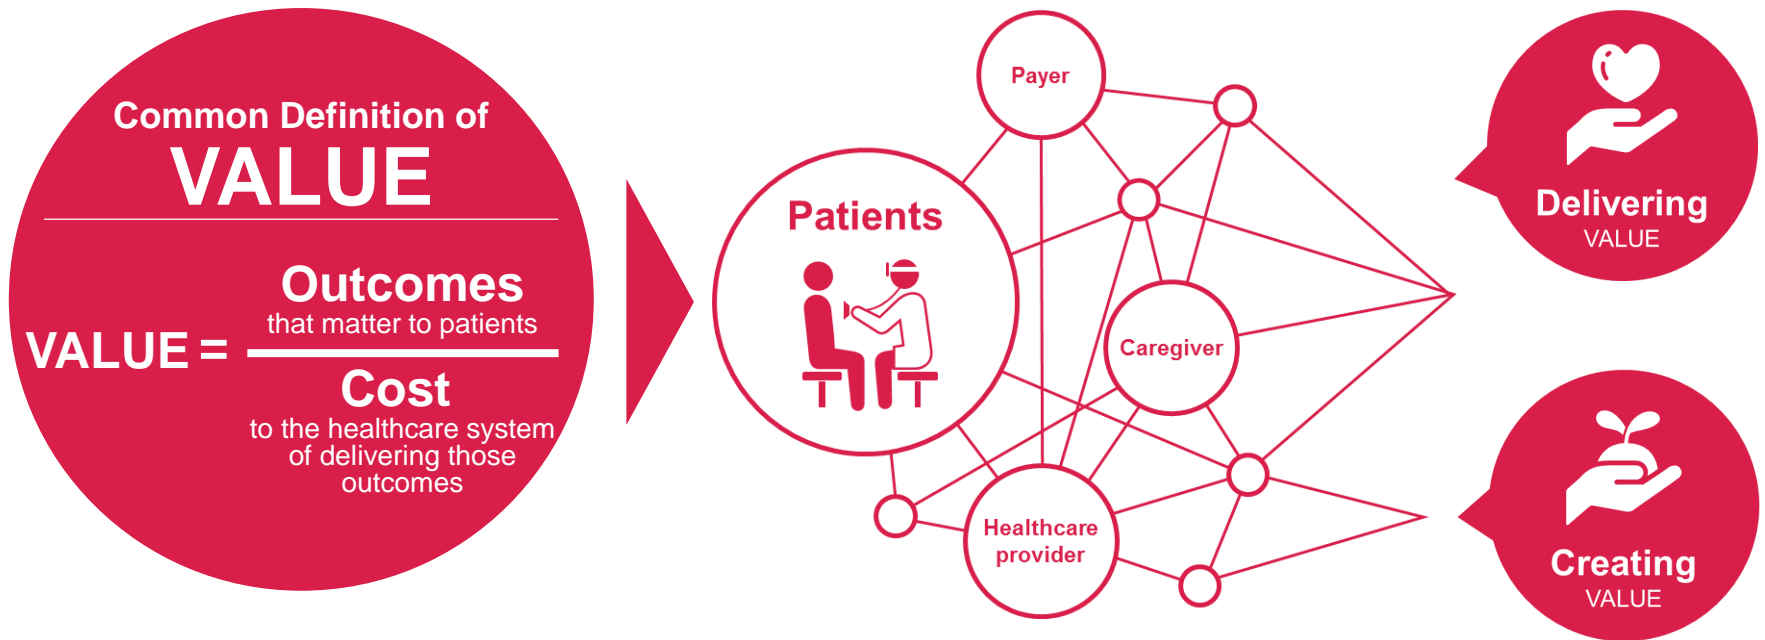 Common Definition of
VALUE
VALUE =
Outcomes
that matter to patients
Cost
to the healthcare system
of delivering those
outcomes
Payer
Patients
Caregiver
Healthcare
provider
Delivering
VALUE
Creating
VALUE